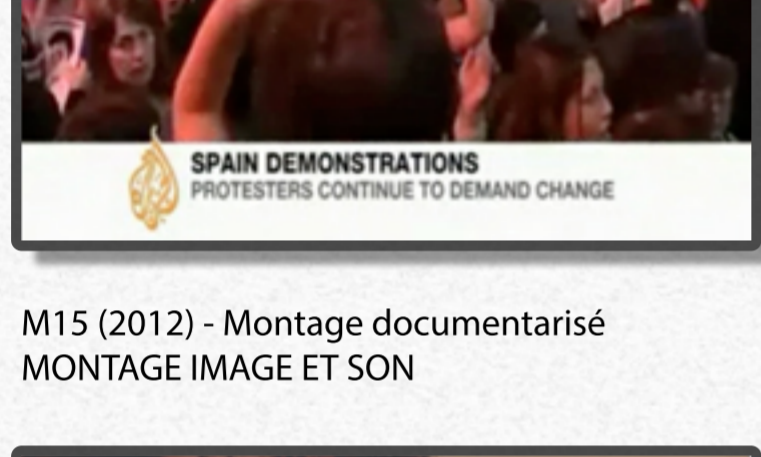 SPAIN DEMONSTRATIONS
PROTESTERS CONTINUE TO DEMAND CHANGE
M15 (2012) - Montage documentarisé
MONTAGE IMAGE ET SON